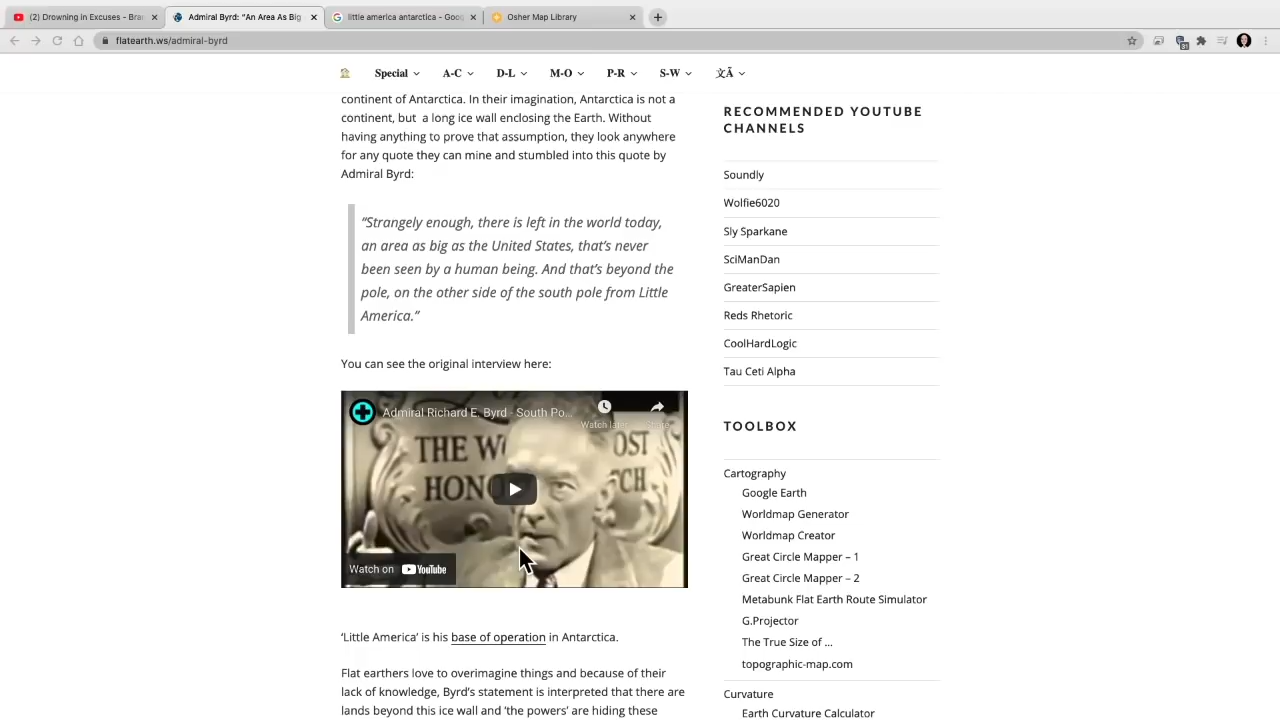 (2) Drowning in Excuses - Bra
Admiral Byrd: “An Area As Big
little america antarctica - Goo
Osher Map Library
flatearth.ws/admiral-byrd
Special
A-C
D-L
M-O
P-R
S-W
文Ã
continent of Antarctica. In their imagination, Antarctica is not a
continent, but a long ice wall enclosing the Earth. Without
having anything to prove that assumption, they look anywhere
for any quote they can mine and stumbled into this quote by
Admiral Byrd:
“Strangely enough, there is left in the world today,
an area as big as the United States, that’s never
been seen by a human being. And that’s beyond the
pole, on the other side of the south pole from Little
America.”
You can see the original interview here:
Admiral Richard E. Byrd - South Po...
Watch later
THE W
OST
HONO
CH
Watch on YouTube
‘Little America’ is his base of operation in Antarctica.
Flat earthers love to overimagine things and because of their
lack of knowledge, Byrd’s statement is interpreted that there are
lands beyond this ice wall and ‘the powers’ are hiding these
RECOMMENDED YOUTUBE
CHANNELS
Soundly
Wolfie6020
Sly Sparkane
SciManDan
GreaterSapien
Reds Rhetoric
CoolHardLogic
Tau Ceti Alpha
TOOLBOX
Cartography
Google Earth
Worldmap Generator
Worldmap Creator
Great Circle Mapper – 1
Great Circle Mapper – 2
Metabunk Flat Earth Route Simulator
G.Projector
The True Size of ...
topographic-map.com
Curvature
Earth Curvature Calculator